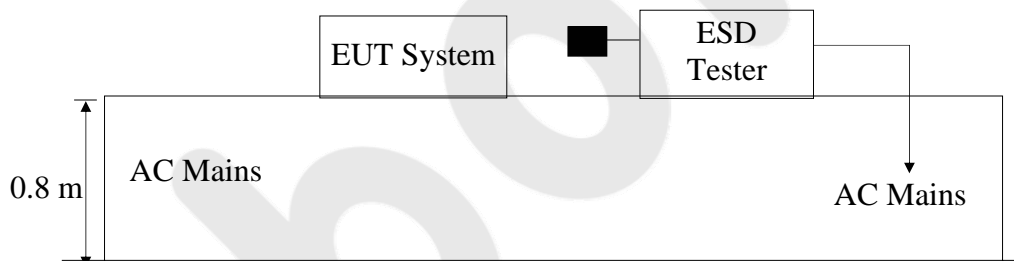 EUT System
ESD
Tester
0.8 m
AC Mains
AC Mains